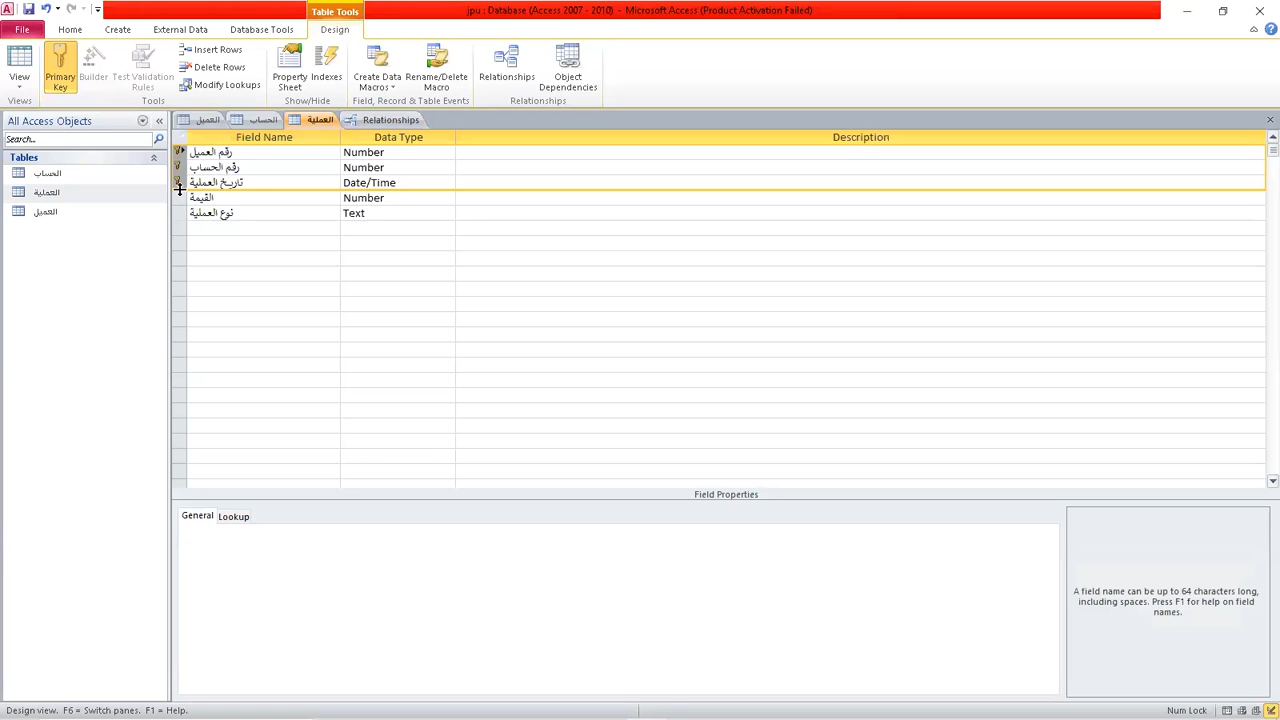 Table Tools
jpu : Database (Access 2007 - 2010) - Microsoft Access (Product Activation Failed)
File
Home
Create
External Data
Database Tools
Design
View
Primary Key
Builder
Test Validation Rules
Insert Rows
Delete Rows
Modify Lookups
Property Sheet
Indexes
Create Data Macros
Rename/Delete Macro
Relationships
Object Dependencies
Views
Tools
Show/Hide
Field, Record & Table Events
Relationships
All Access Objects
Search...
Tables
الحساب
العملية
العميل
العميل
الحساب
العملية
Relationships
Field Name
Data Type
Description
رقم العميل
Number
رقم الحساب
Number
تاريخ العملية
Date/Time
القيمة
Number
نوع العملية
Text
Field Properties
General
Lookup
A field name can be up to 64 characters long,
including spaces. Press F1 for help on field
names.
Design view. F6 = Switch panes. F1 = Help.
Num Lock